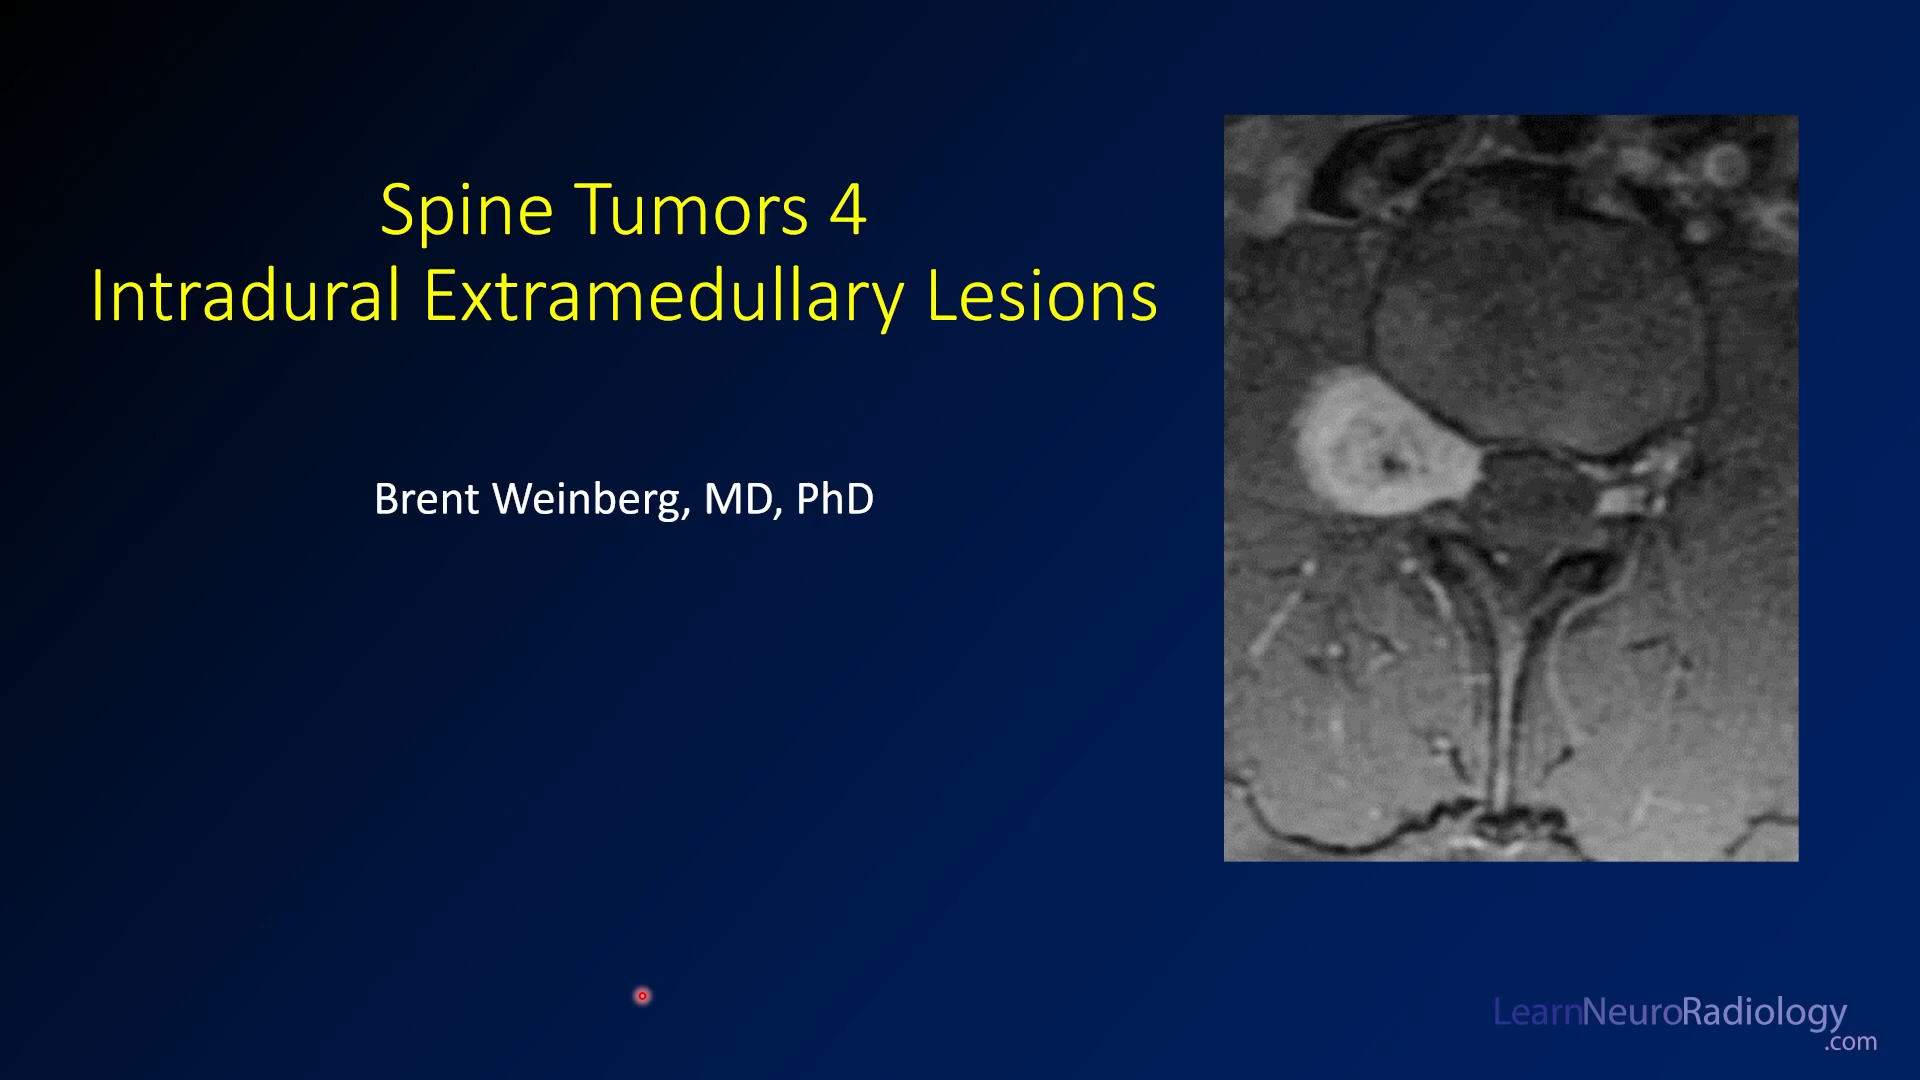 Spine Tumors 4
Intradural Extramedullary Lesions
Brent Weinberg, MD, PhD
LearnNeuroRadiology
.com